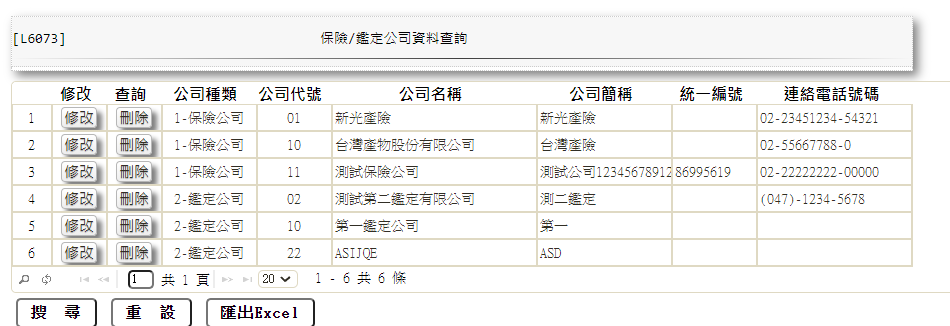 [L6073] 保險/鑑定公司資料查詢
修改 查詢 公司種類 公司代號 公司名稱 公司簡稱 統一編號 連絡電話號碼
1 修改 刪除 1-保險公司 01 新光產險 新光產險 02-23451234-54321
2 修改 刪除 1-保險公司 10 台灣產物股份有限公司 台灣產險 02-55667788-0
3 修改 刪除 1-保險公司 11 測試保險公司 測試公司12345678912 86995619 02-22222222-00000
4 修改 刪除 2-鑑定公司 02 測試第二鑑定有限公司 測二鑑定 (047)-1234-5678
5 修改 刪除 2-鑑定公司 10 第一鑑定公司 第一
6 修改 刪除 2-鑑定公司 22 ASIJQE ASD
1 共 1 頁 20 1 - 6 共 6 條
搜 尋 重 設 匯出Excel